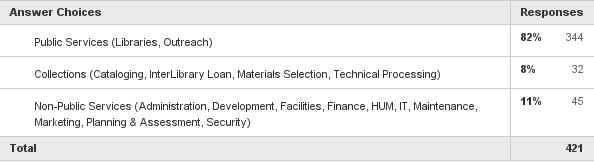 Answer Choices Responses
Public Services (Libraries, Outreach) 82% 344
Collections (Cataloging, InterLibrary Loan, Materials Selection, Technical Processing) 8% 32
Non-Public Services (Administration, Development, Facilities, Finance, HUM, IT, Maintenance, 11% 45
Marketing, Planning & Assessment, Security)
Total 421